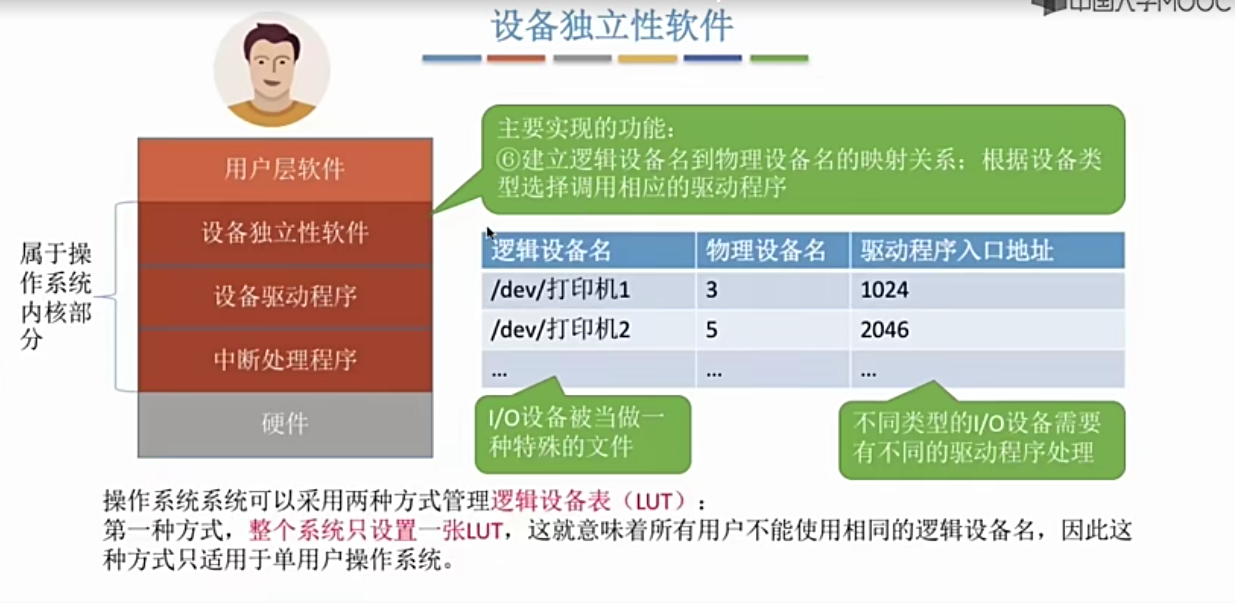 中国大学MOOC
设备独立性软件
用户层软件
设备独立性软件
设备驱动程序
中断处理程序
硬件
属于操
作系统
内核部
分
主要实现的功能：
⑥建立逻辑设备名到物理设备名的映射关系；根据设备类
型选择调用相应的驱动程序
逻辑设备名 物理设备名 驱动程序入口地址
/dev/打印机1 3 1024
/dev/打印机2 5 2046
... ... ...
I/O设备被当做一
种特殊的文件
不同类型的I/O设备需要
有不同的驱动程序处理
操作系统系统可以采用两种方式管理逻辑设备表（LUT）：
第一种方式，整个系统只设置一张LUT，这就意味着所有用户不能使用相同的逻辑设备名，因此这
种方式只适用于单用户操作系统。